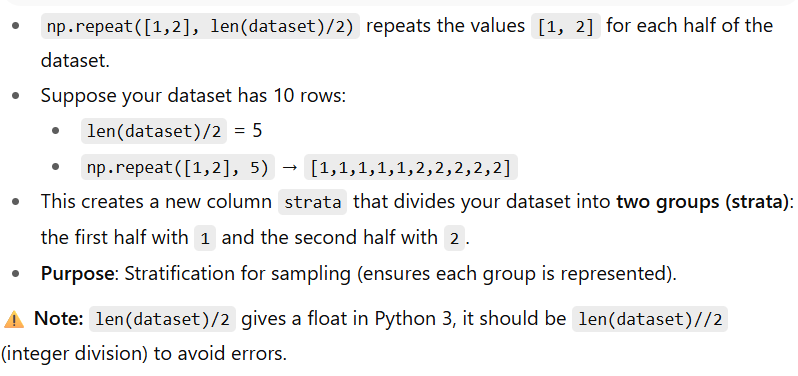 np.repeat([1,2], len(dataset)/2) repeats the values [1, 2] for each half of the
dataset.
Suppose your dataset has 10 rows:
len(dataset)/2 = 5
np.repeat([1,2], 5) → [1,1,1,1,1,2,2,2,2,2]
This creates a new column strata that divides your dataset into two groups (strata):
the first half with 1 and the second half with 2.
Purpose: Stratification for sampling (ensures each group is represented).
⚠️ Note: len(dataset)/2 gives a float in Python 3, it should be len(dataset)//2
(integer division) to avoid errors.